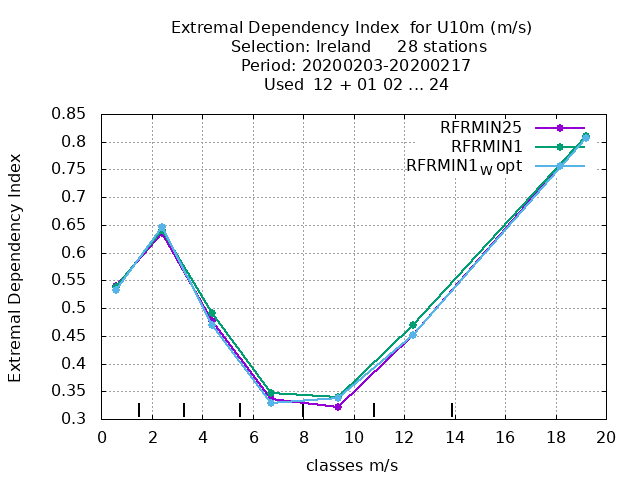 Extremal Dependency Index  for U10m (m/s)
Selection: Ireland     28 stations
Period: 20200203-20200217
Used  12 + 01 02 ... 24
RFRMIN25
RFRMIN1
RFRMIN1W opt
0.85
0.8
0.75
0.7
0.65
0.6
0.55
0.5
0.45
0.4
0.35
0.3
Extremal Dependency Index
0 2 4 6 8 10 12 14 16 18 20
classes m/s